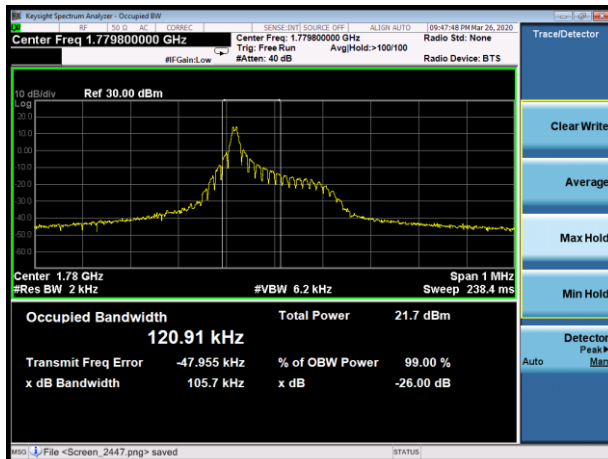 Keysight Spectrum Analyzer - Occupied BW
RF 50 Ω AC CORREC SENSE:INT SOURCE OFF ALIGN AUTO 09:47:48 PM Mar 26, 2020
Center Freq 1.779800000 GHz Center Freq: 1.779800000 GHz Radio Std: None Trace/Detector
Trig: Free Run Avg|Hold:>100/100
#IFGain:Low #Atten: 40 dB Radio Device: BTS
10 dB/div Ref 30.00 dBm
Log
20.0
10.0
0.00
-10.0
-20.0
-30.0
-40.0
-50.0
-60.0
Clear Write
Average
Max Hold
Min Hold
Center 1.78 GHz Span 1 MHz
#Res BW 2 kHz #VBW 6.2 kHz Sweep 238.4 ms
Occupied Bandwidth Total Power 21.7 dBm
120.91 kHz
Transmit Freq Error -47.955 kHz % of OBW Power 99.00 %
x dB Bandwidth 105.7 kHz x dB -26.00 dB
Detector
Peak
Auto Man
MSG File <Screen_2447.png> saved STATUS